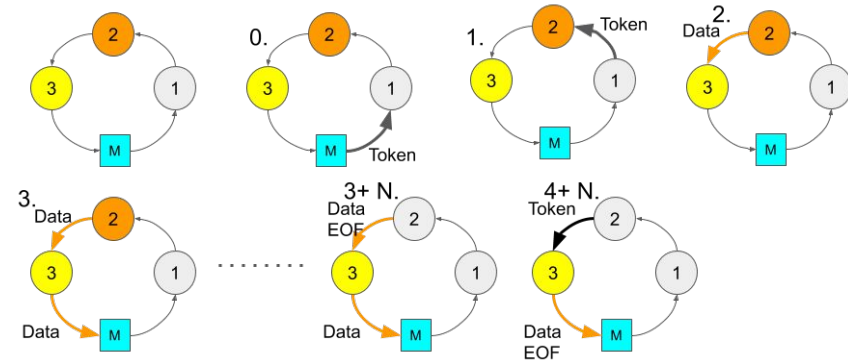 2
3
1
M
0.
2
3
1
M
Token
1.
Token
2
3
1
M
2.
Data
2
3
1
M
3.
Data
2
3
1
Data
M
........
3+ N.
Data
EOF
2
3
1
Data
M
4+ N.
Token
2
3
1
Data
EOF
M